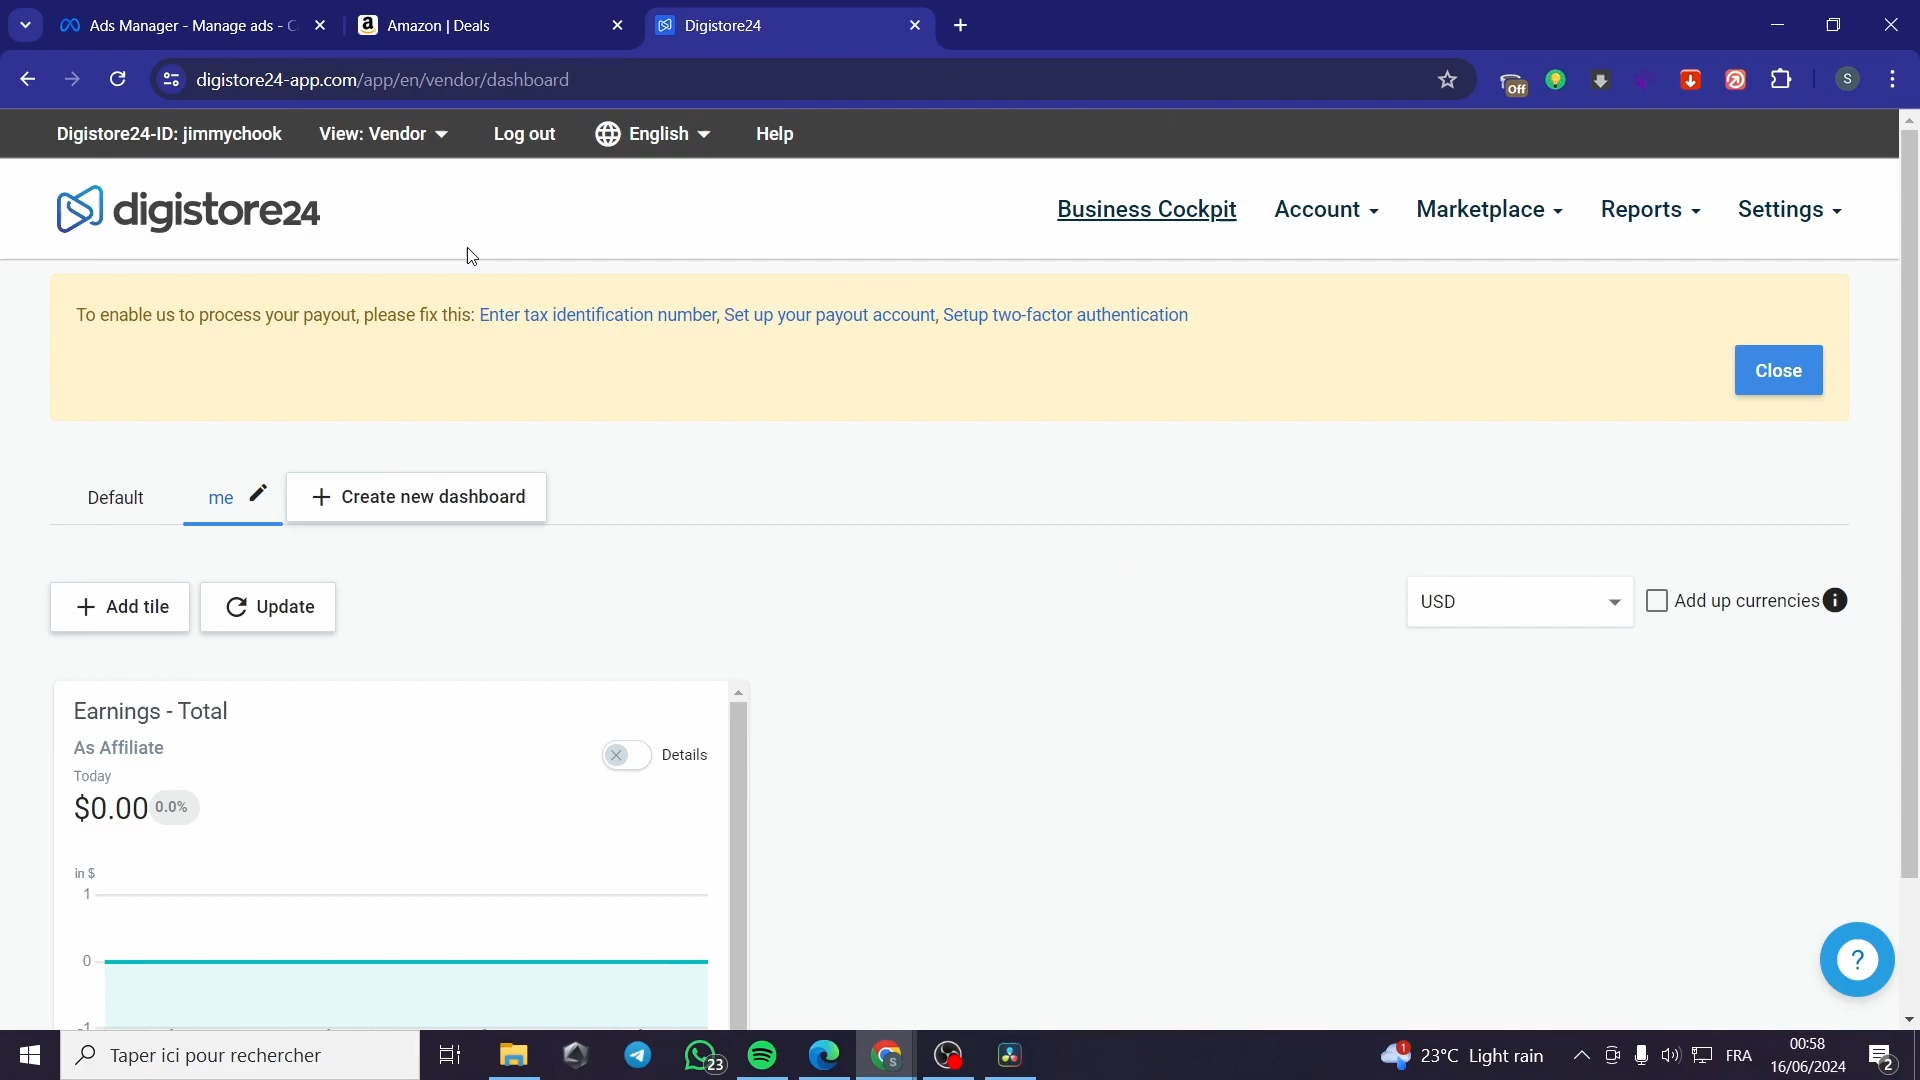 Ads Manager - Manage ads - C
Amazon | Deals
Digistore24
digistore24-app.com/app/en/vendor/dashboard
Off
S
Digistore24-ID: jimmychook
View: Vendor
Log out
English
Help
digistore24
Business Cockpit
Account
Marketplace
Reports
Settings
To enable us to process your payout, please fix this: Enter tax identification number, Set up your payout account, Setup two-factor authentication
Close
Default
me
Create new dashboard
Add tile
Update
USD
Add up currencies
Earnings - Total
As Affiliate
Details
Today
$0.00
0.0%
in $
1
0
-1
?
Taper ici pour rechercher
23
1
23°C Light rain
FRA
00:58
16/06/2024
2